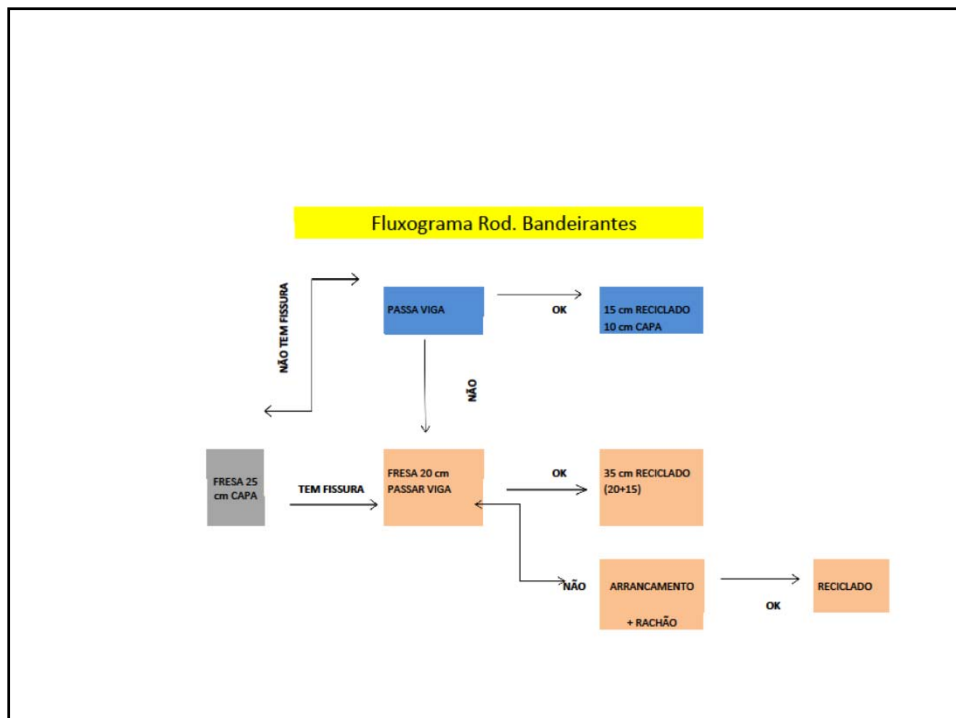 Fluxograma Rod. Bandeirantes
NÃO TEM FISSURA
PASSA VIGA
OK
15 cm RECICLADO
10 cm CAPA
NÃO
FRESA 25
cm CAPA
TEM FISSURA
FRESA 20 cm
PASSAR VIGA
OK
35 cm RECICLADO
(20+15)
NÃO
ARRANCAMENTO
+ RACHÃO
OK
RECICLADO